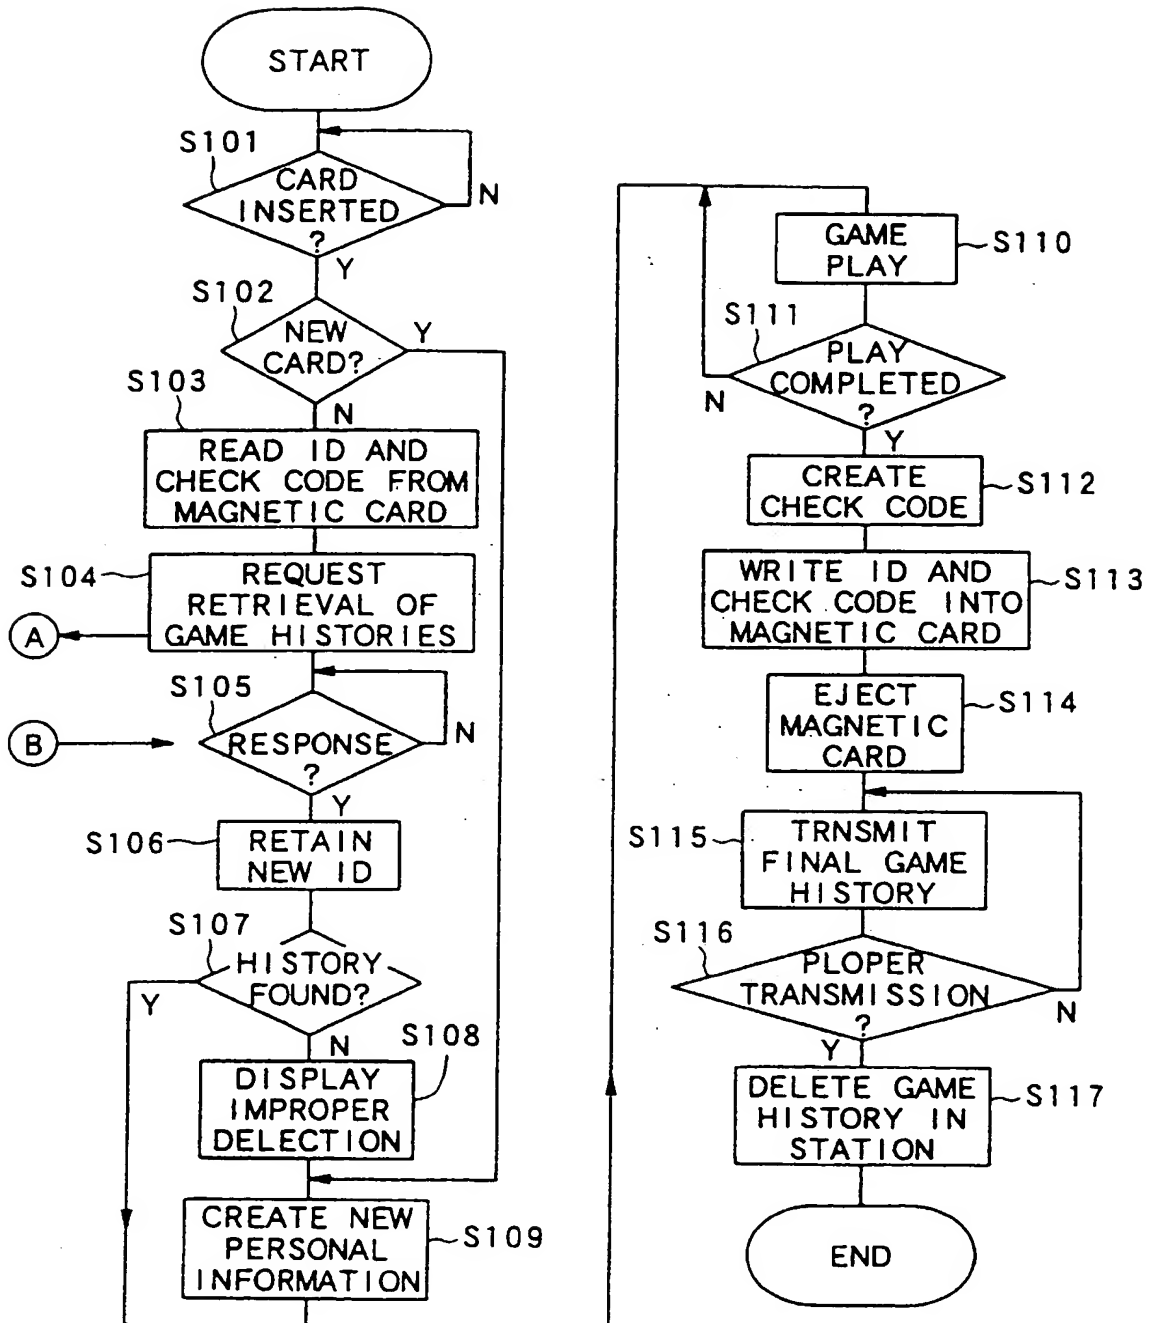 START
S101
CARD
INSERTED
?
N
Y
S102
NEW
CARD?
Y
N
S103
READ ID AND
CHECK CODE FROM
MAGNETIC CARD
S104
REQUEST
RETRIEVAL OF
GAME HISTORIES
A
S105
RESPONSE
?
N
B
Y
S106
RETAIN
NEW ID
S107
HISTORY
FOUND?
Y
N
S108
DISPLAY
IMPROPER
DELECTION
CREATE NEW
PERSONAL
INFORMATION
S109
GAME
PLAY
S110
S111
PLAY
COMPLETED
?
N
Y
CREATE
CHECK CODE
S112
WRITE ID AND
CHECK CODE INTO
MAGNETIC CARD
S113
EJECT
MAGNETIC
CARD
S114
S115
TRNSMIT
FINAL GAME
HISTORY
S116
PLOPER
TRANSMISSION
?
N
Y
DELETE GAME
HISTORY IN
STATION
S117
END